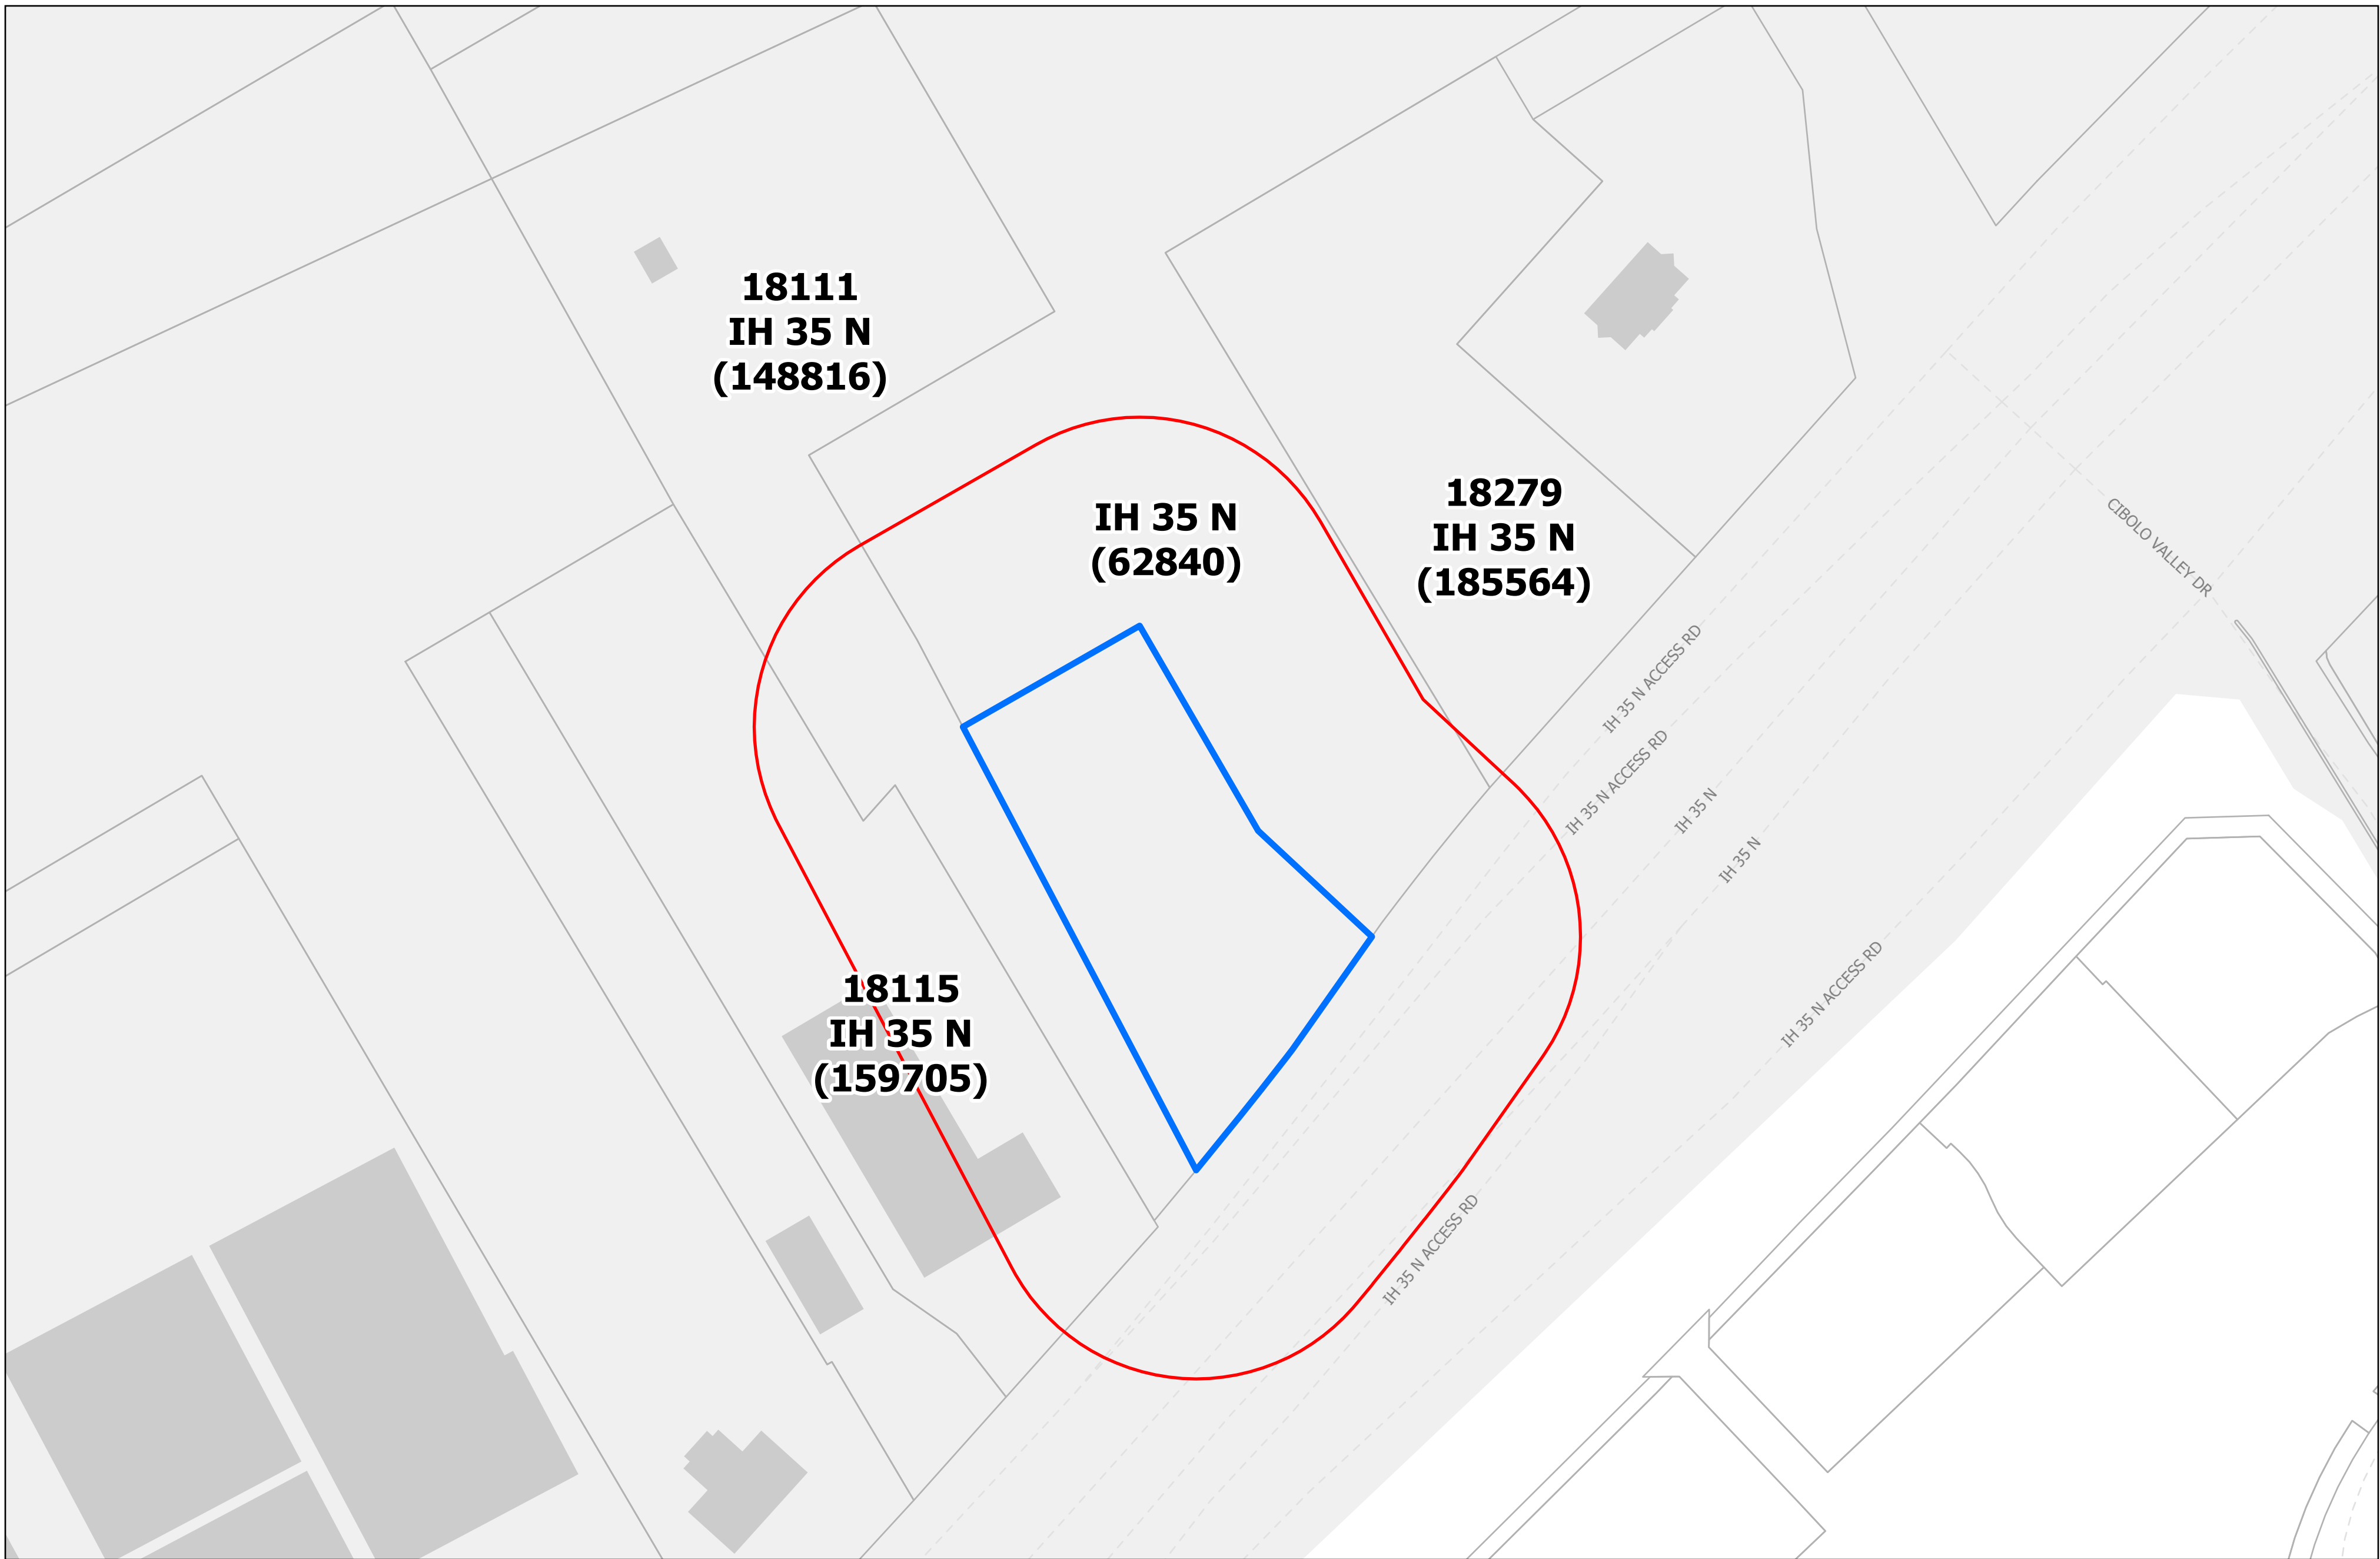 18111
IH 35 N
(148816)
IH 35 N
(62840)
18279
IH 35 N
(185564)
CIBOLO VALLEY DR
IH 35 N ACCESS RD
IH 35 N ACCESS RD
IH 35 N
IH 35 N
IH 35 N ACCESS RD
18115
IH 35 N
(159705)
IH 35 N ACCESS RD